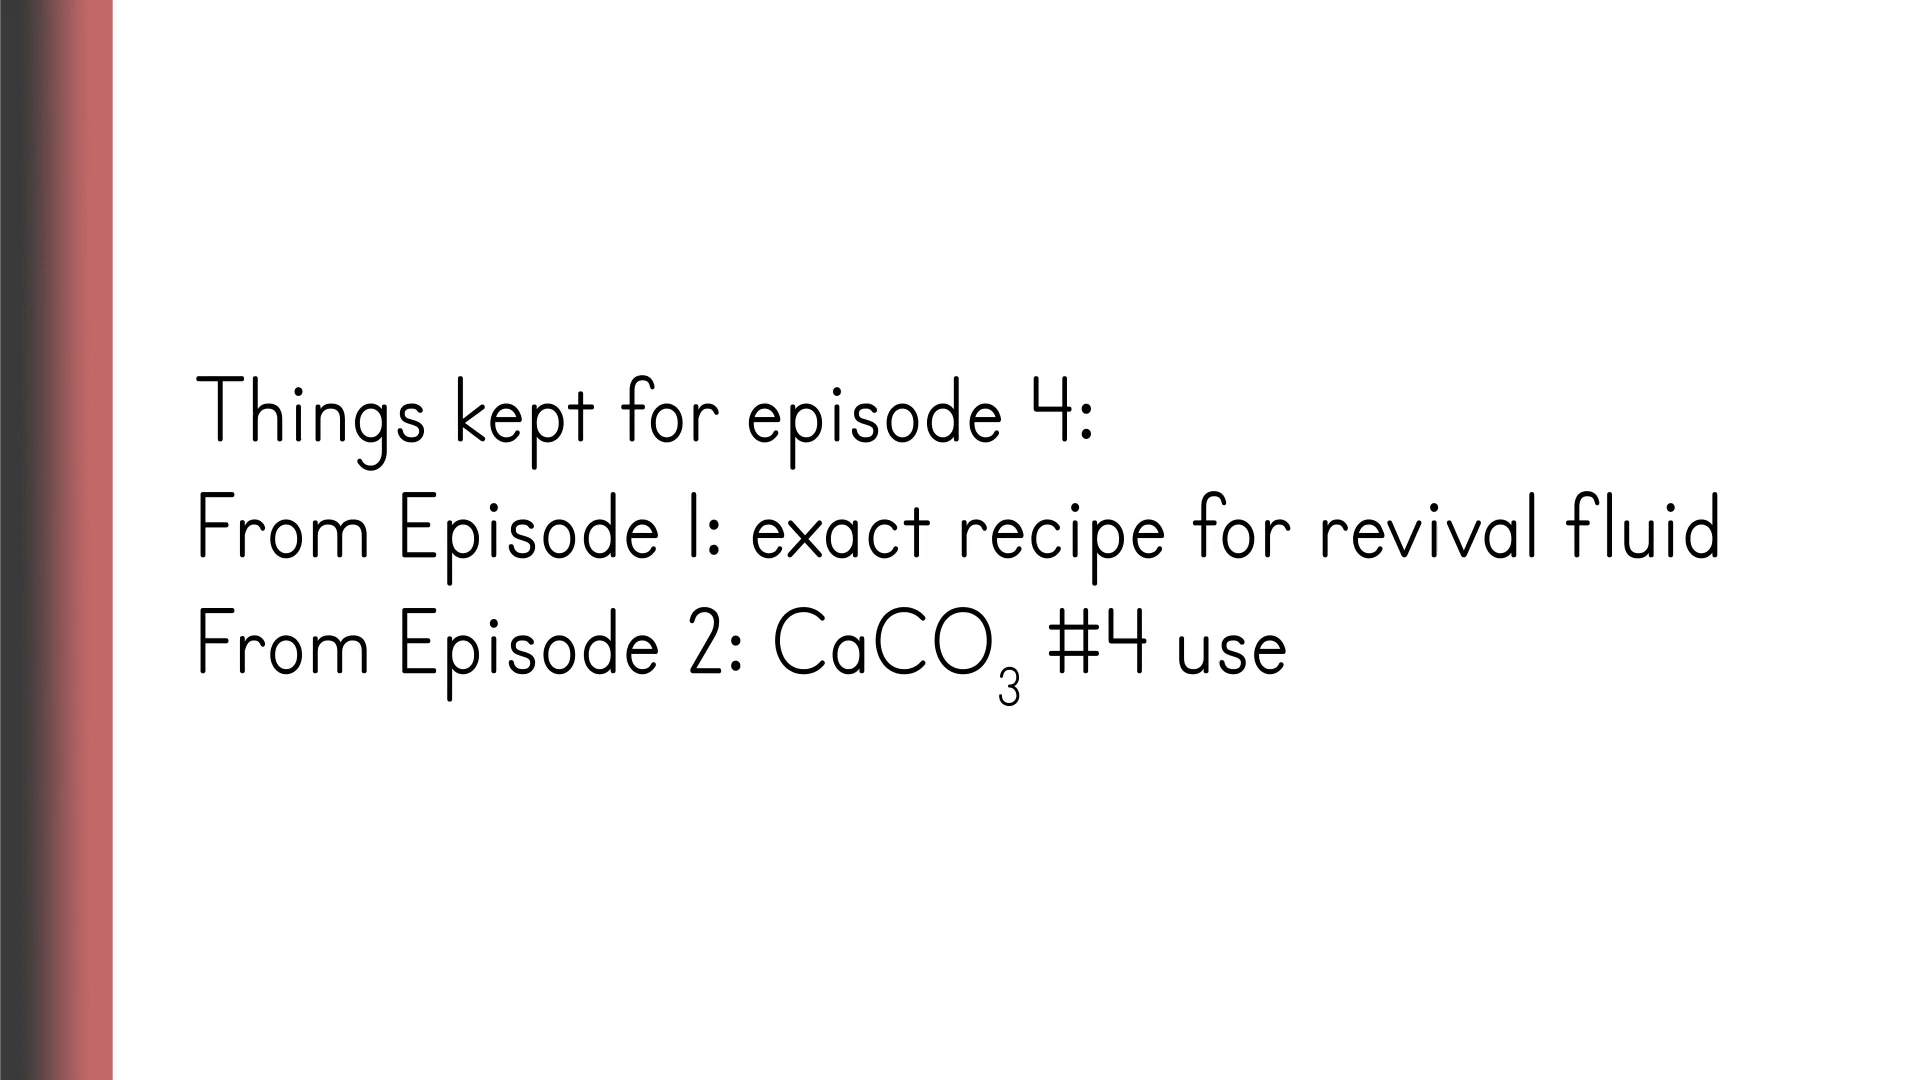 Things kept for episode 4:
From Episode 1: exact recipe for revival fluid
From Episode 2: CaCO₃ #4 use